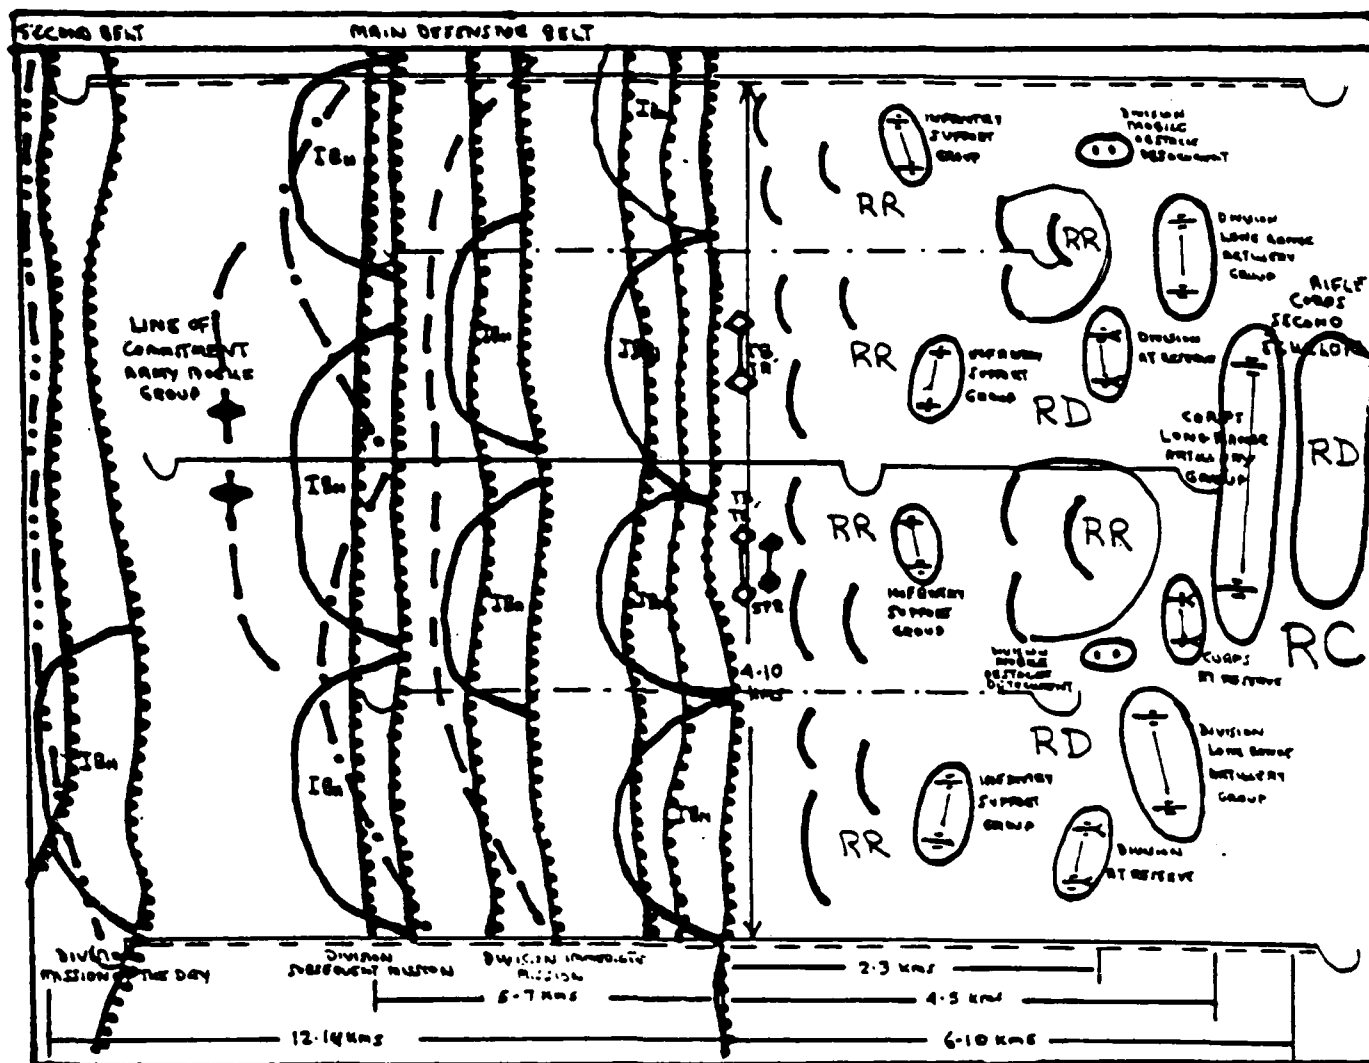 SECOND BELT
MAIN DEFENSIVE BELT
IBn
IBn
INFANTRY
SUPPORT
GROUP
DIVISION
MOBILE
OBSTACLE
DETACHMENT
RR
RR
DIVISION
LONG RANGE
ARTILLERY
GROUP
RIFLE
CORPS
SECOND
ECHELON
LINE OF
COMMITMENT
ARMY MOBILE
GROUP
IBn
RR
INFANTRY
SUPPORT
GROUP
DIVISION
AT RESERVE
RD
CORPS
LONG RANGE
ARTILLERY
GROUP
RD
IBn
RR
RR
IBn
IBn
SPR
INFANTRY
SUPPORT
GROUP
DIVISION
MOBILE
OBSTACLE
DETACHMENT
CORPS
AT RESERVE
RC
4-10
KMS
IBn
IBn
IBn
RD
DIVISION
LONG RANGE
ARTILLERY
GROUP
INFANTRY
SUPPORT
GROUP
RR
DIVISION
AT RESERVE
DIVISION
MISSION OF THE DAY
DIVISION
SUBSEQUENT MISSION
DIVISION IMMEDIATE
MISSION
2-3 KMS
5-7 KMS
4-5 KMS
12-14 KMS
6-10 KMS